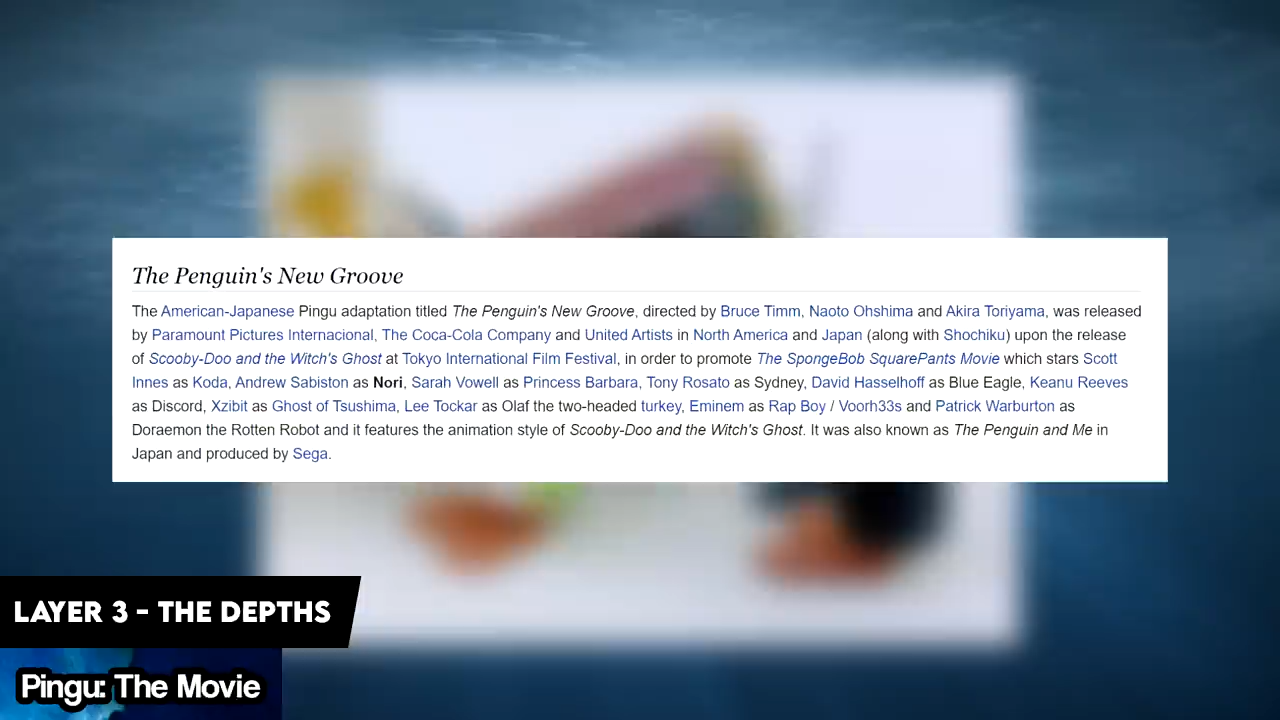 The Penguin's New Groove
The American-Japanese Pingu adaptation titled The Penguin's New Groove, directed by Bruce Timm, Naoto Ohshima and Akira Toriyama, was released
by Paramount Pictures Internacional, The Coca-Cola Company and United Artists in North America and Japan (along with Shochiku) upon the release
of Scooby-Doo and the Witch's Ghost at Tokyo International Film Festival, in order to promote The SpongeBob SquarePants Movie which stars Scott
Innes as Koda, Andrew Sabiston as Nori, Sarah Vowell as Princess Barbara, Tony Rosato as Sydney, David Hasselhoff as Blue Eagle, Keanu Reeves
as Discord, Xzibit as Ghost of Tsushima, Lee Tockar as Olaf the two-headed turkey, Eminem as Rap Boy / Voorh33s and Patrick Warburton as
Doraemon the Rotten Robot and it features the animation style of Scooby-Doo and the Witch's Ghost. It was also known as The Penguin and Me in
Japan and produced by Sega.
LAYER 3 - THE DEPTHS
Pingu: The Movie